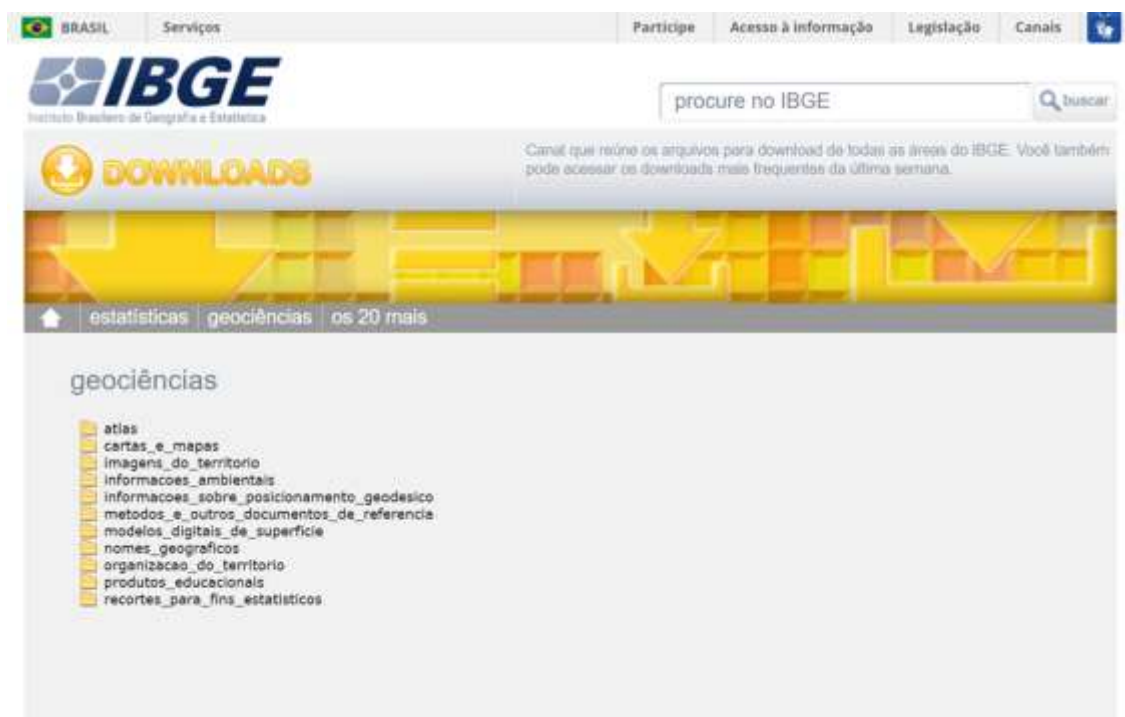 BRASIL Serviços Participe Acesso à informação Legislação Canais
IBGE
Instituto Brasileiro de Geografia e Estatística
procure no IBGE buscar
DOWNLOADS
Canal que reúne os arquivos para download de todas as áreas do IBGE. Você também
pode acessar os downloads mais frequentes da última semana.
estatísticas geociências os 20 mais
geociências
atlas
cartas_e_mapas
imagens_do_territorio
informacoes_ambientais
informacoes_sobre_posicionamento_geodesico
metodos_e_outros_documentos_de_referencia
modelos_digitais_de_superficie
nomes_geograficos
organizacao_do_territorio
produtos_educacionais
recortes_para_fins_estatisticos